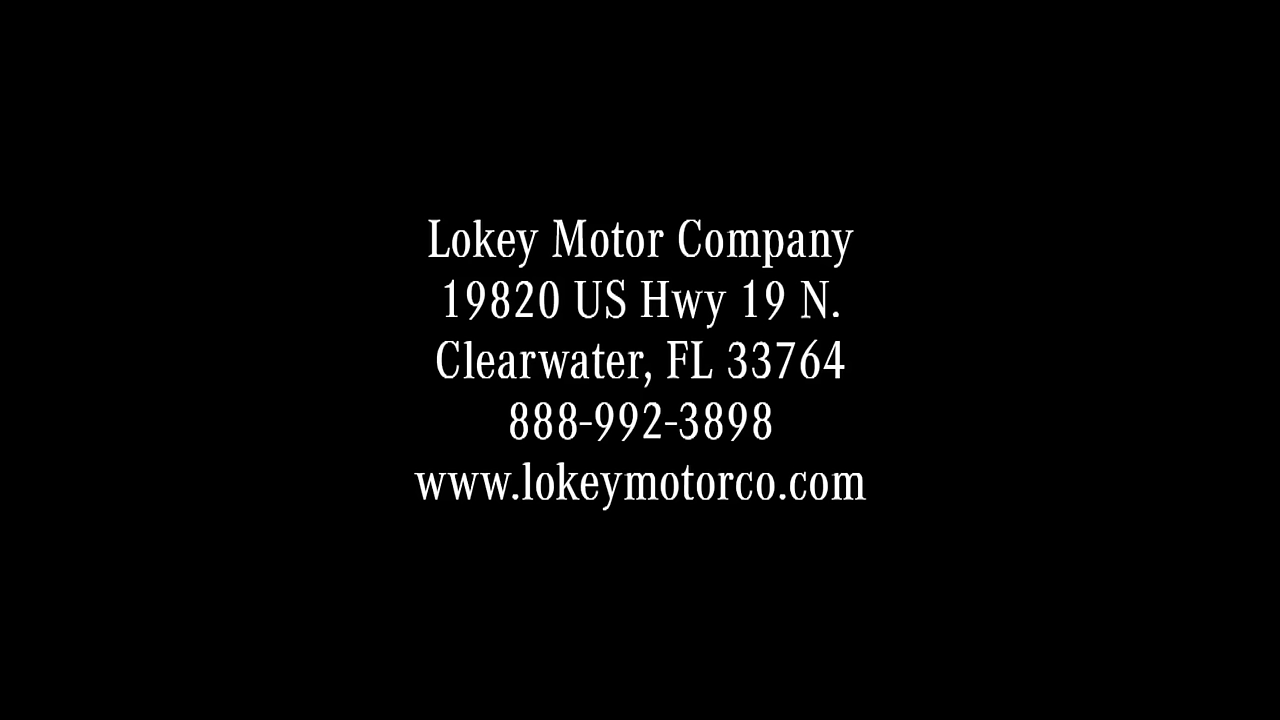 Lokey Motor Company
19820 US Hwy 19 N.
Clearwater, FL 33764
888-992-3898
www.lokeymotorco.com